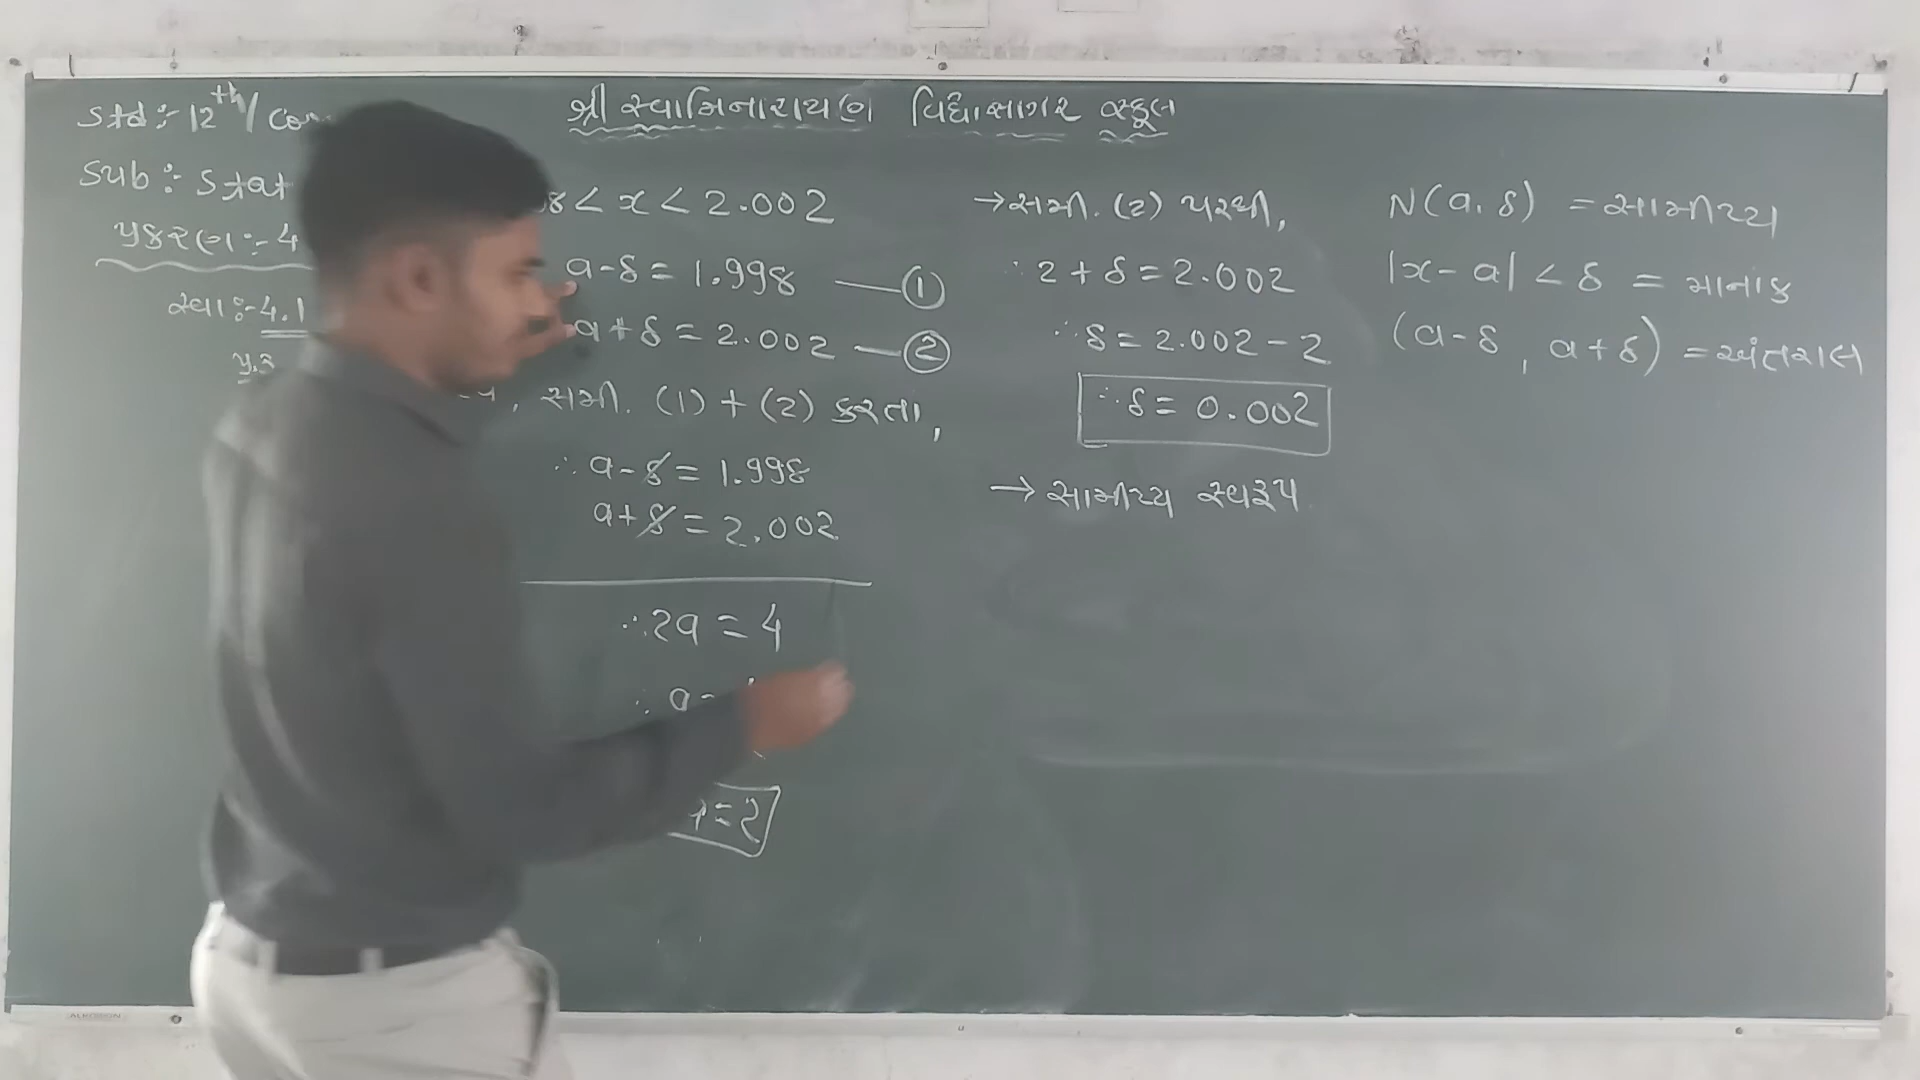 શ્રી સ્વામિનારાયણ વિદ્યાસાગર સ્કૂલ
Std :- 12th /
Sub :- Stat
પ્રકરણ :- 4
સ્વા :- 4.1
પ્ર.3
8 < x < 2.002
a - δ = 1.998 — ①
a + δ = 2.002 — ②
, સમી. (1) + (2) કરતા,
∴ a - δ = 1.998
a + δ = 2.002
∴ 2a = 4
∴ a =
= 2
→ સમી. (2) પરથી,
∴ 2 + δ = 2.002
∴ δ = 2.002 - 2
∴ δ = 0.002
→ સામીપ્ય સ્વરૂપ
N(a, δ) = સામીપ્ય
|x - a| < δ = માનાંક
(a - δ, a + δ) = અંતરાલ